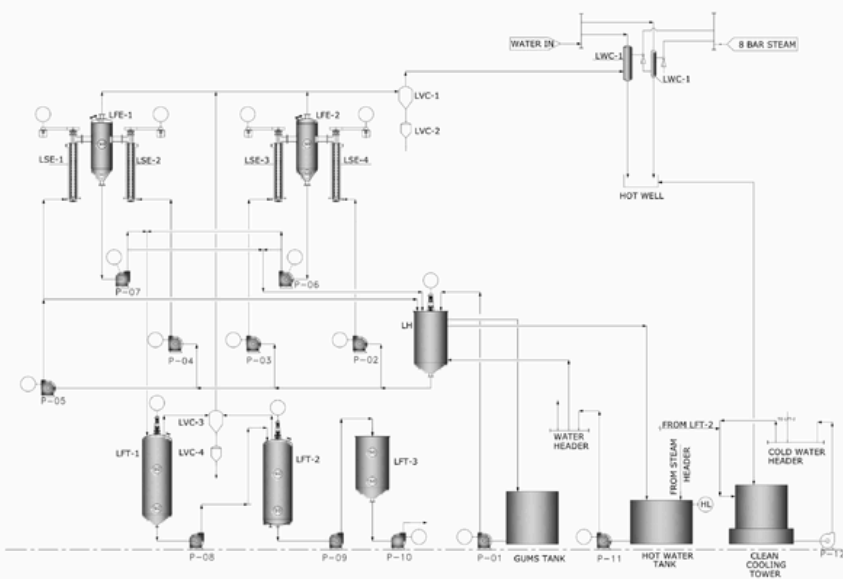 WATER IN
8 BAR STEAM
LWC-1
LWC-1
LVC-1
LVC-2
LFE-1
LFE-2
LSE-1
LSE-2
LSE-3
LSE-4
HOT WELL
P-07
P-06
LH
P-04
P-03
P-02
P-05
LVC-3
LVC-4
LFT-1
LFT-2
LFT-3
WATER
HEADER
FROM LFT-2
FROM STEAM
HEADER
COLD WATER
HEADER
HL
P-08
P-09
P-10
P-01
GUMS TANK
P-11
HOT WATER
TANK
CLEAN
COOLING
TOWER
P-12